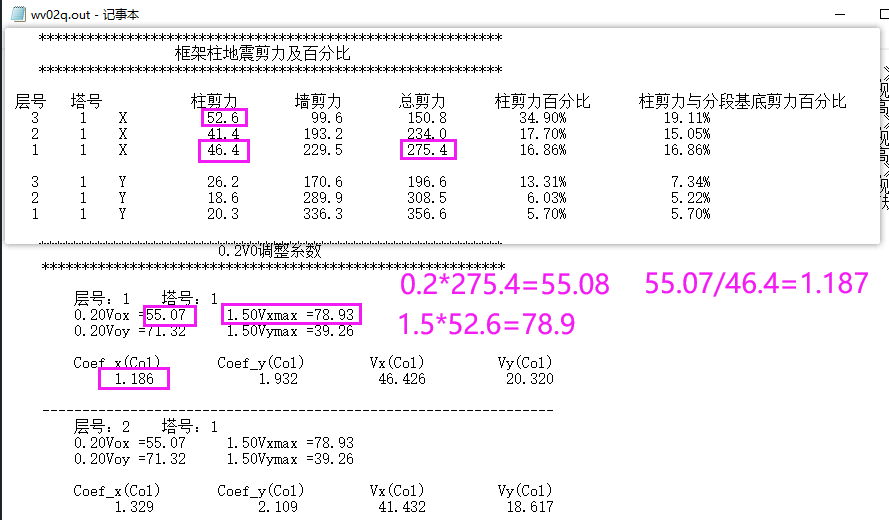 wv02q.out - 记事本
***********************************************************
框架柱地震剪力及百分比
***********************************************************
层号 塔号 柱剪力 墙剪力 总剪力 柱剪力百分比 柱剪力与分段基底剪力百分比
3 1 X 52.6 99.6 150.8 34.90% 19.11%
2 1 X 41.4 193.2 234.0 17.70% 15.05%
1 1 X 46.4 229.5 275.4 16.86% 16.86%
3 1 Y 26.2 170.6 196.6 13.31% 7.34%
2 1 Y 18.6 289.9 308.5 6.03% 5.22%
1 1 Y 20.3 336.3 356.6 5.70% 5.70%
0.2V0调整系数
***********************************************************
0.2*275.4=55.08 55.07/46.4=1.187
层号: 1 塔号: 1
0.20Vox =55.07 1.50Vxmax =78.93
1.5*52.6=78.9
0.20Voy =71.32 1.50Vymax =39.26
Coef_x(Col) Coef_y(Col) Vx(Col) Vy(Col)
1.186 1.932 46.426 20.320
-----------------------------------------------------------------
层号: 2 塔号: 1
0.20Vox =55.07 1.50Vxmax =78.93
0.20Voy =71.32 1.50Vymax =39.26
Coef_x(Col) Coef_y(Col) Vx(Col) Vy(Col)
1.329 2.109 41.432 18.617